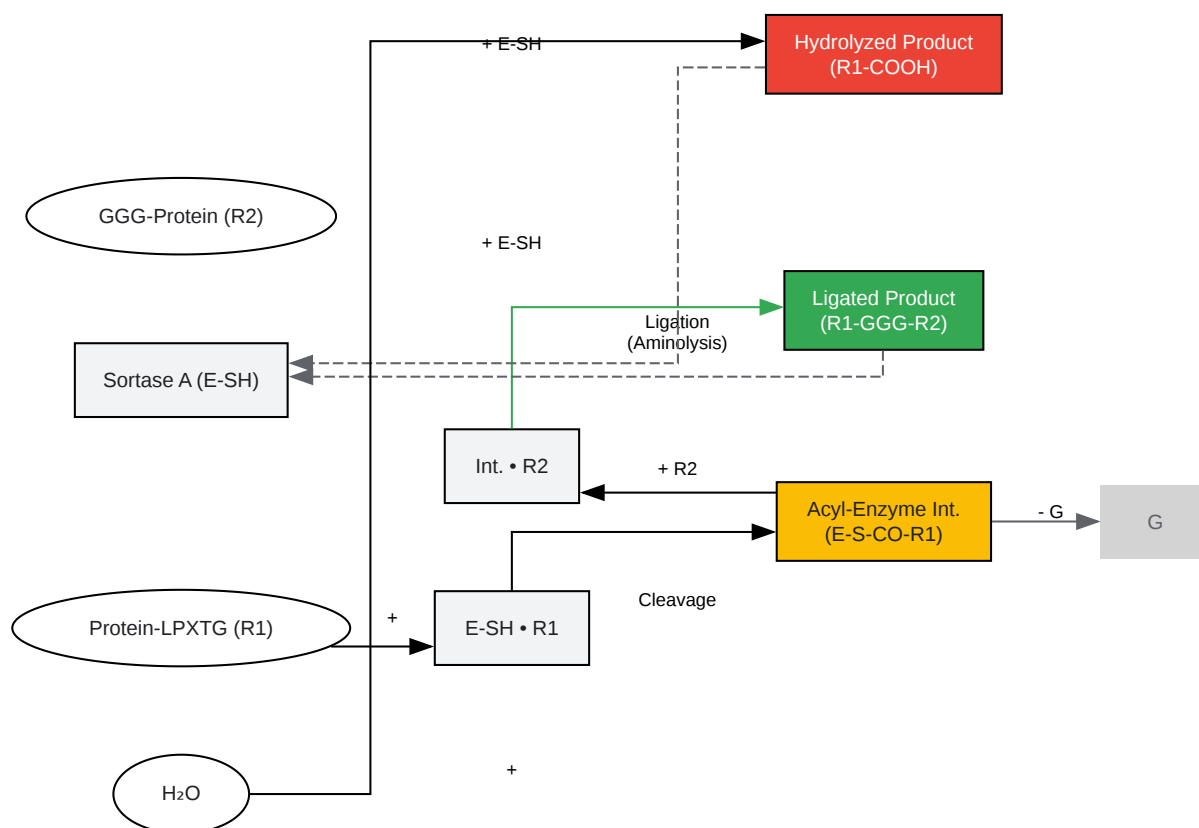 + E-SH
Hydrolyzed Product
(R1-COOH)
GGG-Protein (R2)
+ E-SH
Ligated Product
(R1-GGG-R2)
Ligation
(Aminolysis)
Sortase A (E-SH)
Int. • R2
+ R2
Acyl-Enzyme Int.
(E-S-CO-R1)
- G
G
Cleavage
Protein-LPXTG (R1)
+
E-SH • R1
+
H₂O